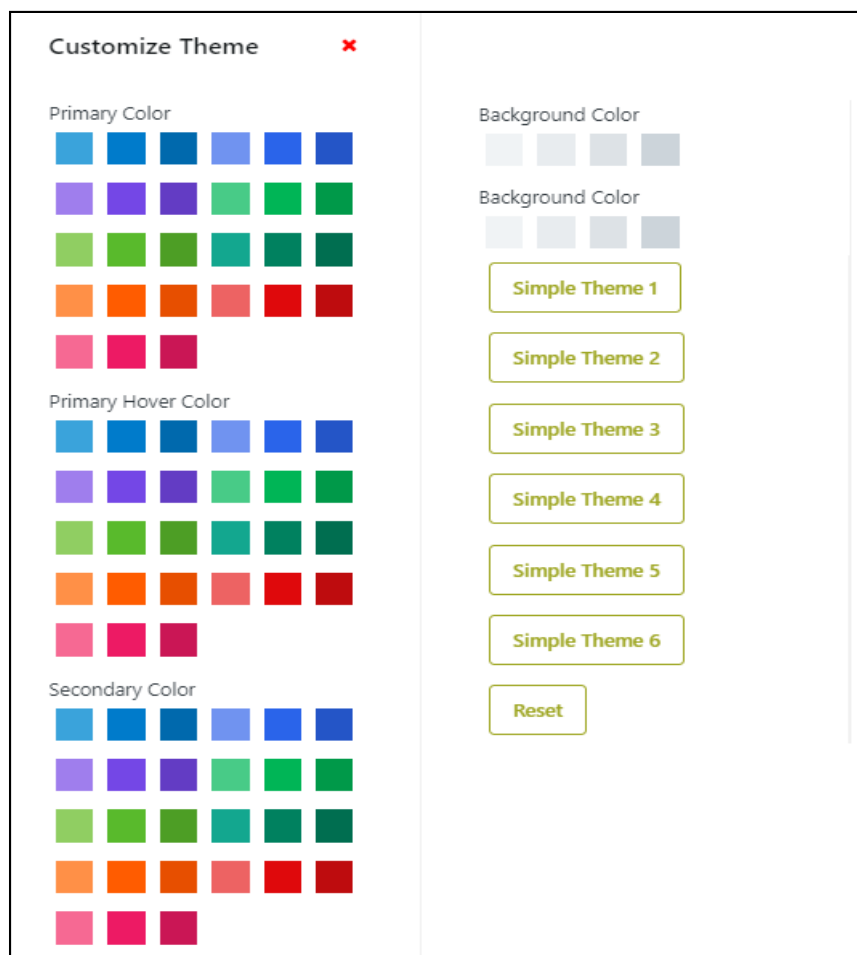 Customize Theme
Primary Color
Primary Hover Color
Secondary Color
Background Color
Background Color
Simple Theme 1
Simple Theme 2
Simple Theme 3
Simple Theme 4
Simple Theme 5
Simple Theme 6
Reset